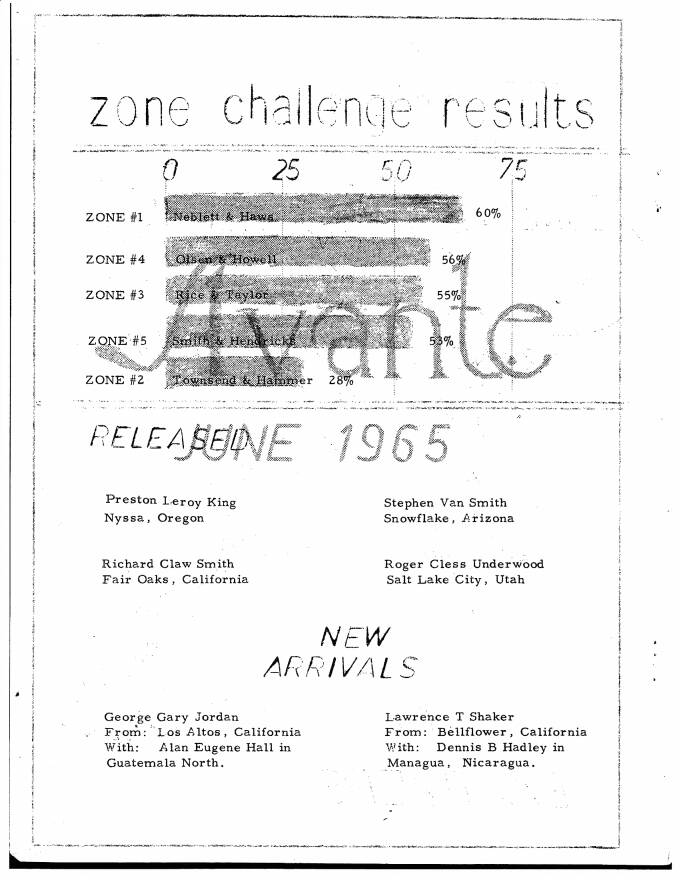 zone challenge results
0 25 50 75
ZONE #1 Neblett & Haws 60%
ZONE #4 Olsen & Howell 56%
ZONE #3 Rice & Taylor 55%
ZONE #5 Smith & Hendricks 53%
ZONE #2 Townsend & Hammer 28%
Avante
RELEASED
JUNE 1965
Preston Leroy King
Nyssa, Oregon
Stephen Van Smith
Snowflake, Arizona
Richard Claw Smith
Fair Oaks, California
Roger Cless Underwood
Salt Lake City, Utah
NEW
ARRIVALS
George Gary Jordan
From: Los Altos, California
With: Alan Eugene Hall in
Guatemala North.
Lawrence T Shaker
From: Bellflower, California
With: Dennis B Hadley in
Managua, Nicaragua.